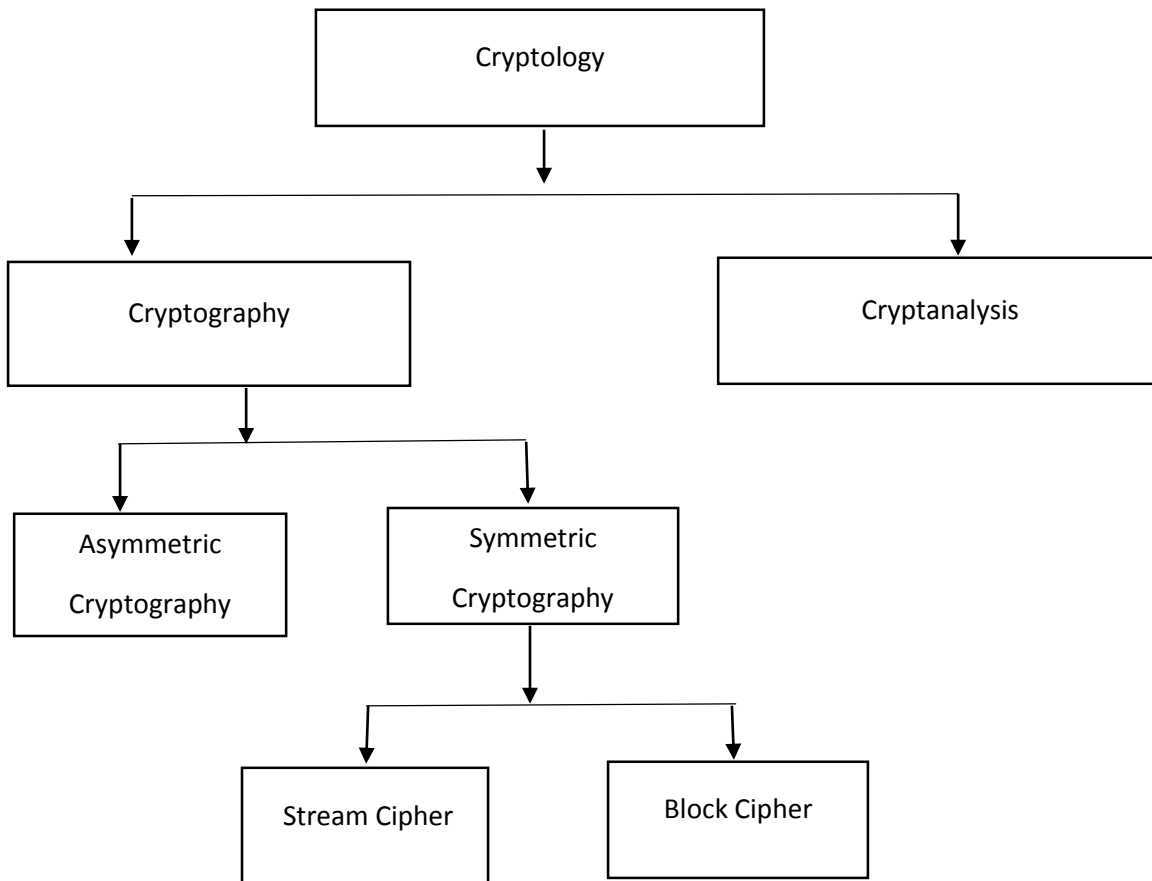 Cryptology
Cryptography
Cryptanalysis
Asymmetric
Cryptography
Symmetric
Cryptography
Stream Cipher
Block Cipher